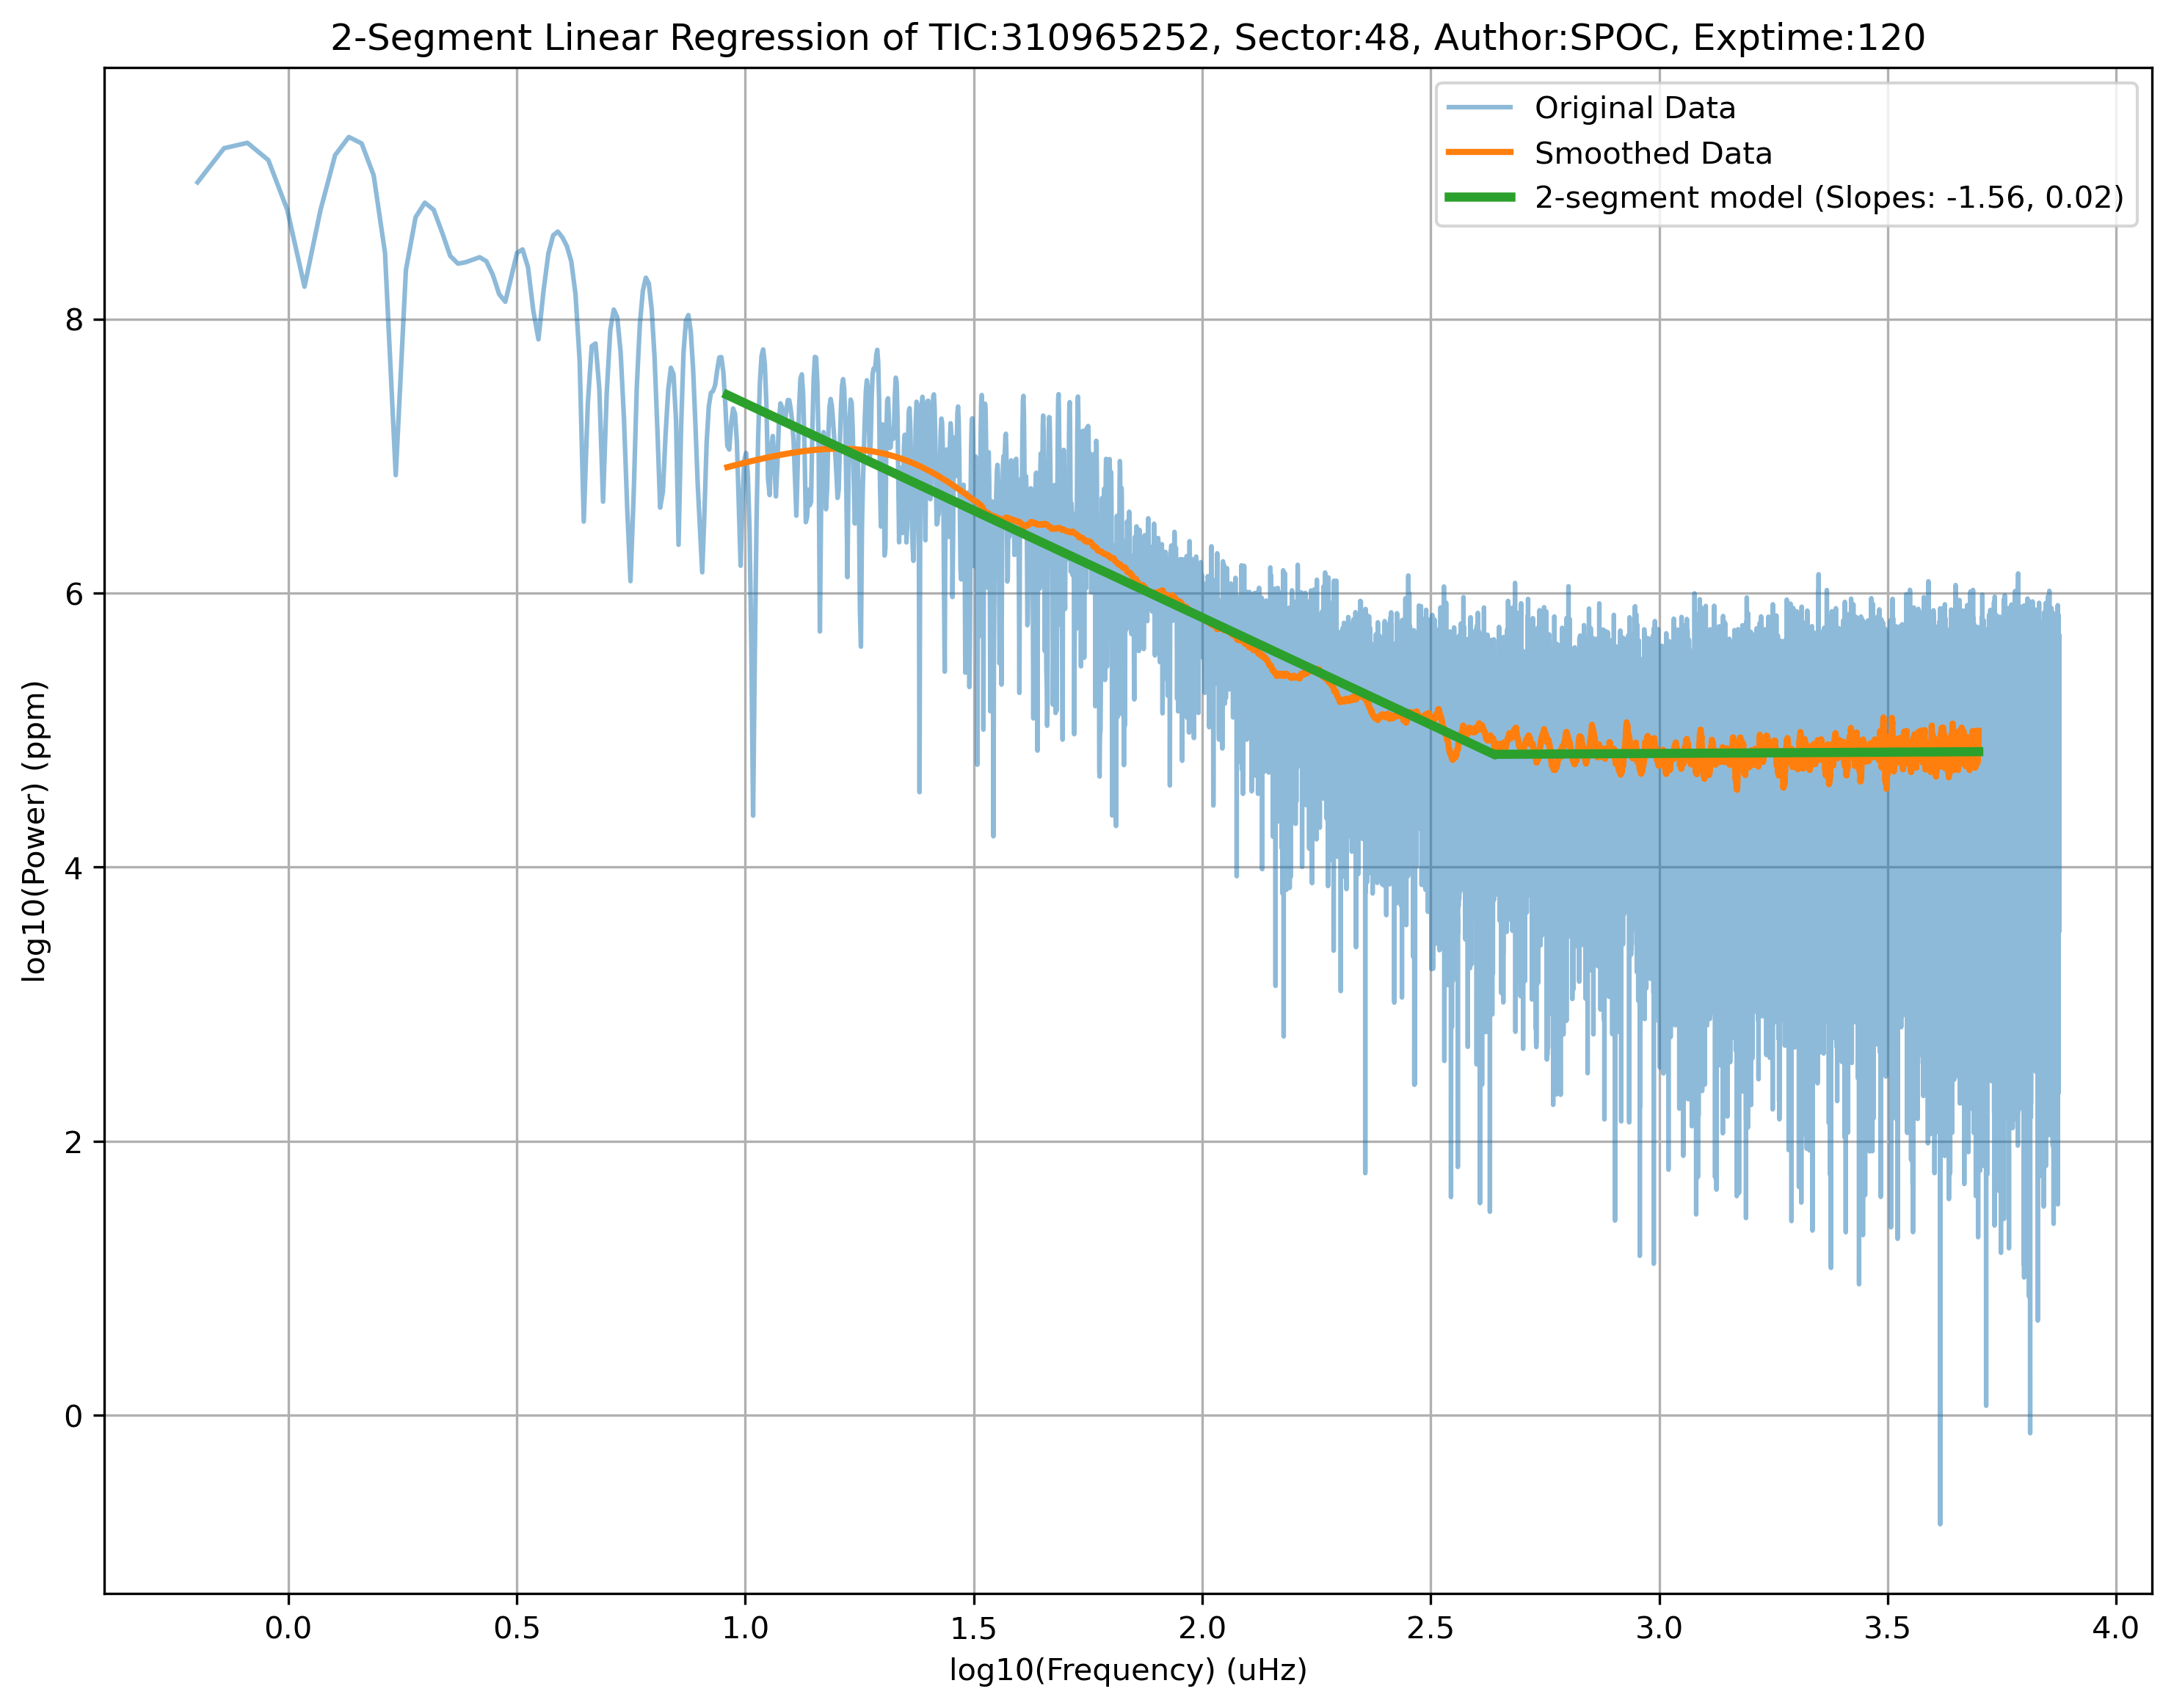 2-Segment Linear Regression of TIC:310965252, Sector:48, Author:SPOC, Exptime:120
Original Data
Smoothed Data
2-segment model (Slopes: -1.56, 0.02)
log10(Power) (ppm)
8
6
4
2
0
0.0 0.5 1.0 1.5 2.0 2.5 3.0 3.5 4.0
log10(Frequency) (uHz)